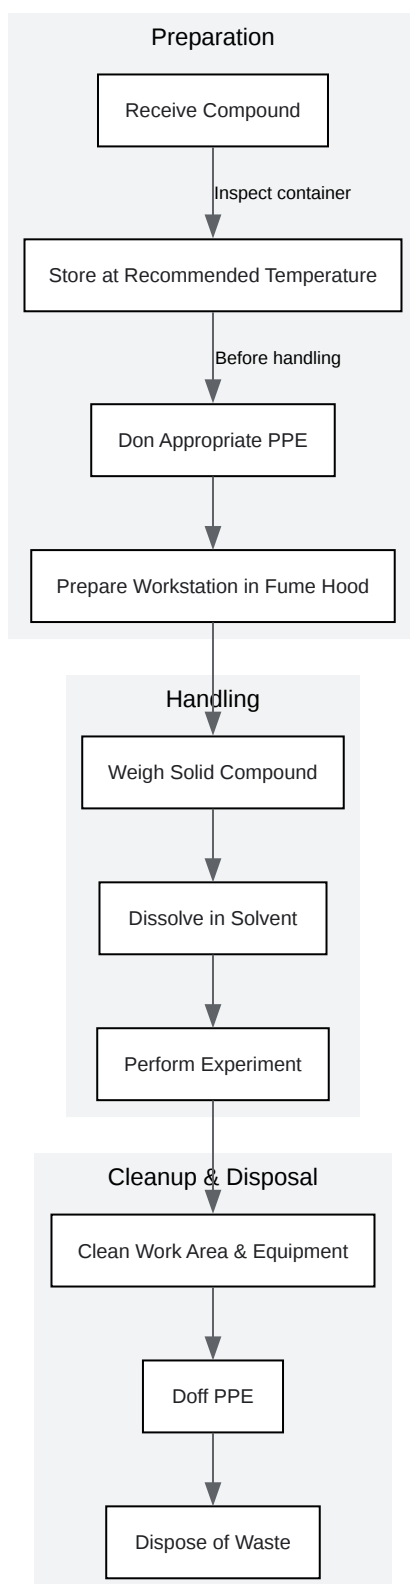 Preparation
Receive Compound
Inspect container
Store at Recommended Temperature
Before handling
Don Appropriate PPE
Prepare Workstation in Fume Hood
Handling
Weigh Solid Compound
Dissolve in Solvent
Perform Experiment
Cleanup & Disposal
Clean Work Area & Equipment
Doff PPE
Dispose of Waste